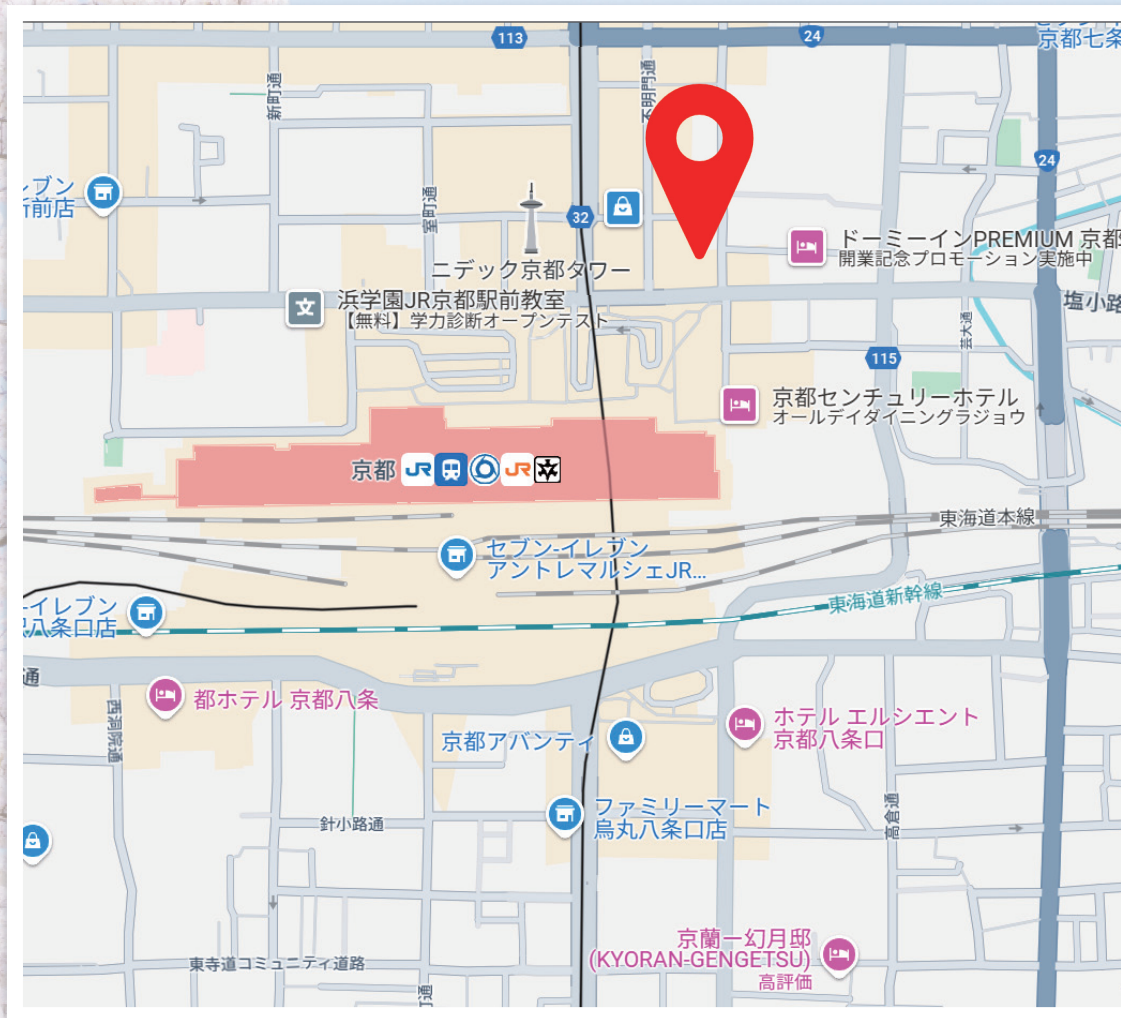 113
24
京都七条
新町通
不明門通
24
ブン
前店
室町通
32
ニデック京都タワー
ドーミーインPREMIUM 京都
開業記念プロモーション実施中
浜学園JR京都駅前教室
【無料】学力診断オープンテスト
文
塩小路
芸大通
115
京都センチュリーホテル
オールデイダイニングラジョウ
京都
JR
JR
東海道本線
セブン-イレブン
アントレマルシェJR...
-イレブン
八条口店
東海道新幹線
通
都ホテル 京都八条
西洞院通
京都アバンティ
ホテル エルシエント
京都八条口
ファミリーマート
烏丸八条口店
針小路通
高倉通
京蘭ー幻月邸
(KYORAN-GENGETSU)
高評価
東寺道コミュニティ道路
町通